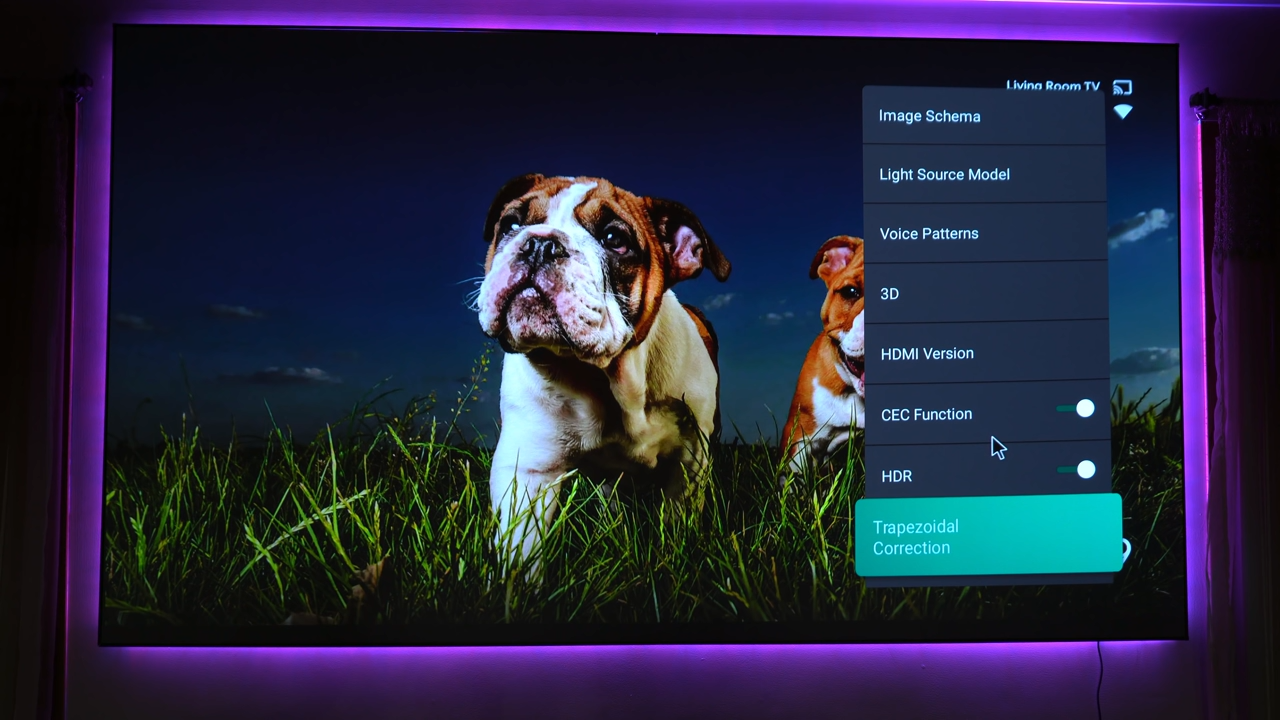 Living Room TV
Image Schema
Light Source Model
Voice Patterns
3D
HDMI Version
CEC Function
HDR
Trapezoidal
Correction